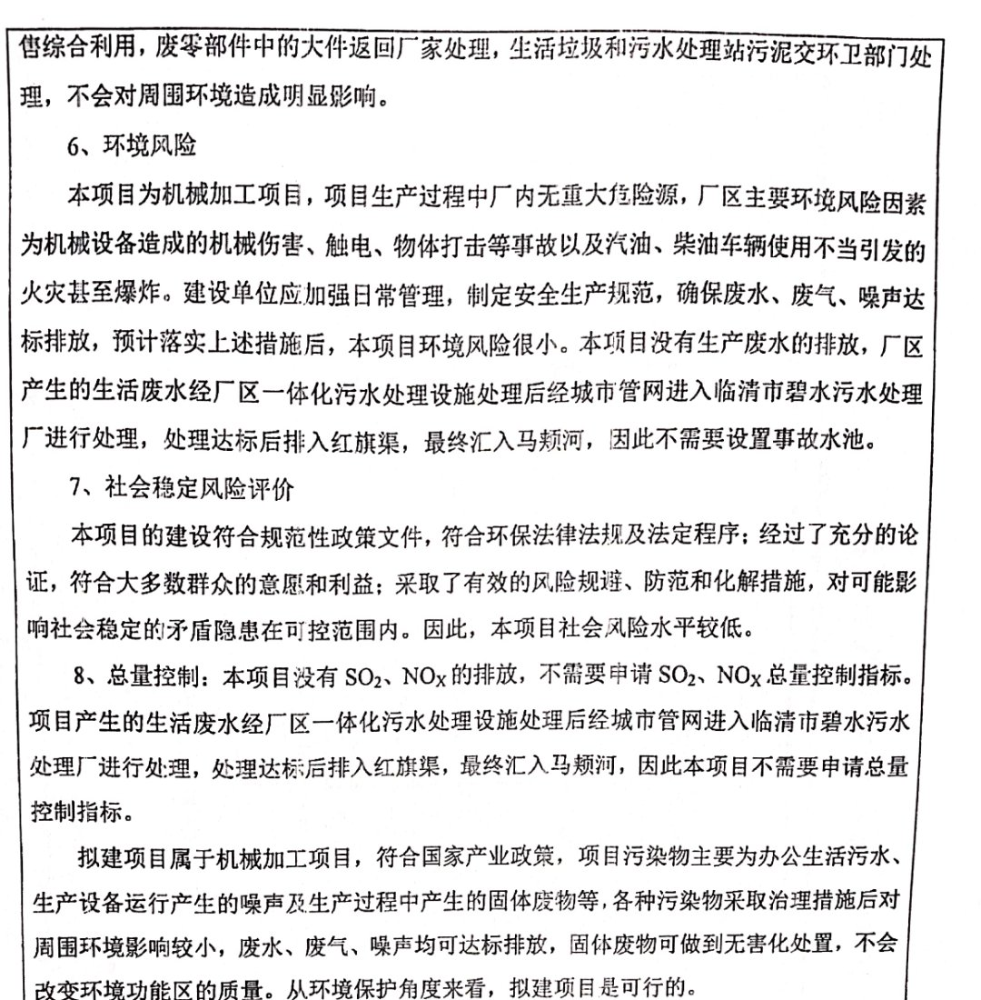 售综合利用，废零部件中的大件返回厂家处理，生活垃圾和污水处理站污泥交环卫部门处
理，不会对周围环境造成明显影响。
6、环境风险
本项目为机械加工项目，项目生产过程中厂内无重大危险源，厂区主要环境风险因素
为机械设备造成的机械伤害、触电、物体打击等事故以及汽油、柴油车辆使用不当引发的
火灾甚至爆炸。建设单位应加强日常管理，制定安全生产规范，确保废水、废气、噪声达
标排放，预计落实上述措施后，本项目环境风险很小。本项目没有生产废水的排放，厂区
产生的生活废水经厂区一体化污水处理设施处理后经城市管网进入临清市碧水污水处理
厂进行处理，处理达标后排入红旗渠，最终汇入马颊河，因此不需要设置事故水池。
7、社会稳定风险评价
本项目的建设符合规范性政策文件，符合环保法律法规及法定程序；经过了充分的论
证，符合大多数群众的意愿和利益；采取了有效的风险规避、防范和化解措施，对可能影
响社会稳定的矛盾隐患在可控范围内。因此，本项目社会风险水平较低。
8、总量控制：本项目没有 SO₂、NOX 的排放，不需要申请 SO₂、NOX 总量控制指标。
项目产生的生活废水经厂区一体化污水处理设施处理后经城市管网进入临清市碧水污水
处理厂进行处理，处理达标后排入红旗渠，最终汇入马颊河，因此本项目不需要申请总量
控制指标。
拟建项目属于机械加工项目，符合国家产业政策，项目污染物主要为办公生活污水、
生产设备运行产生的噪声及生产过程中产生的固体废物等，各种污染物采取治理措施后对
周围环境影响较小，废水、废气、噪声均可达标排放，固体废物可做到无害化处置，不会
改变环境功能区的质量。从环境保护角度来看，拟建项目是可行的。